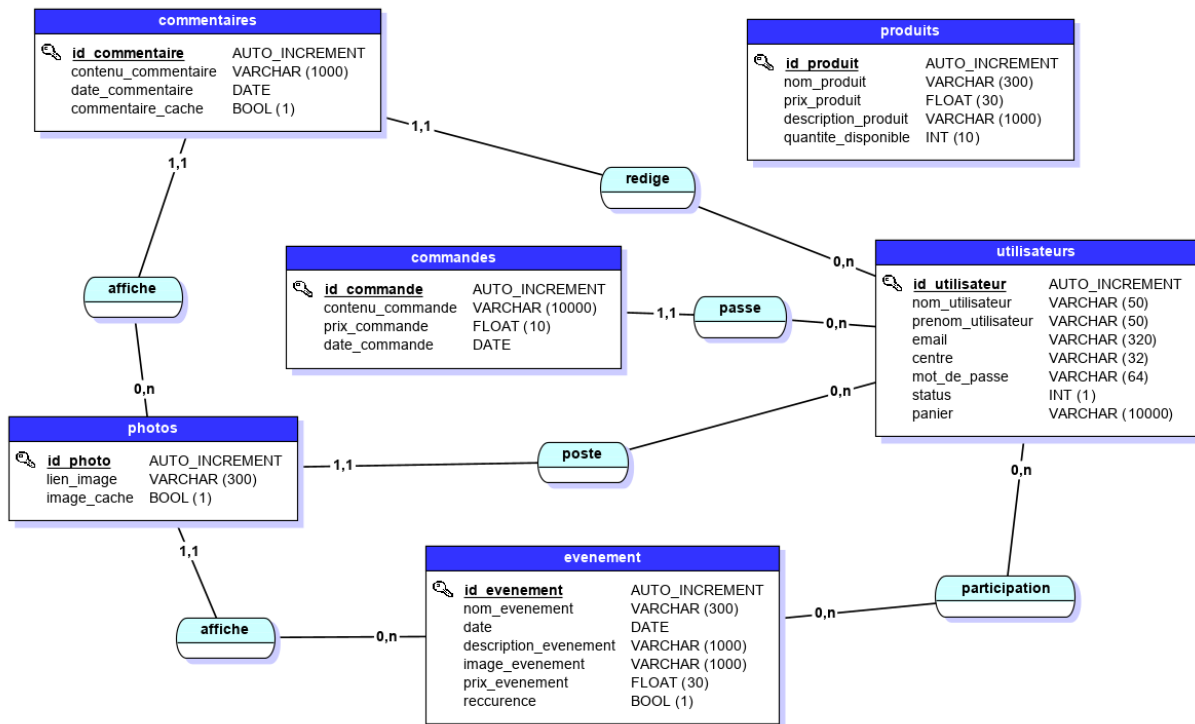 commentaires
id_commentaire AUTO_INCREMENT
contenu_commentaire VARCHAR (1000)
date_commentaire DATE
commentaire_cache BOOL (1)
produits
id_produit AUTO_INCREMENT
nom_produit VARCHAR (300)
prix_produit FLOAT (30)
description_produit VARCHAR (1000)
quantite_disponible INT (10)
1,1
1,1
redige
0,n
affiche
0,n
commandes
id_commande AUTO_INCREMENT
contenu_commande VARCHAR (10000)
prix_commande FLOAT (10)
date_commande DATE
1,1
passe
0,n
utilisateurs
id_utilisateur AUTO_INCREMENT
nom_utilisateur VARCHAR (50)
prenom_utilisateur VARCHAR (50)
email VARCHAR (320)
centre VARCHAR (32)
mot_de_passe VARCHAR (64)
status INT (1)
panier VARCHAR (10000)
0,n
photos
id_photo AUTO_INCREMENT
lien_image VARCHAR (300)
image_cache BOOL (1)
1,1
poste
0,n
1,1
affiche
0,n
evenement
id_evenement AUTO_INCREMENT
nom_evenement VARCHAR (300)
date DATE
description_evenement VARCHAR (1000)
image_evenement VARCHAR (1000)
prix_evenement FLOAT (30)
reccurence BOOL (1)
0,n
participation